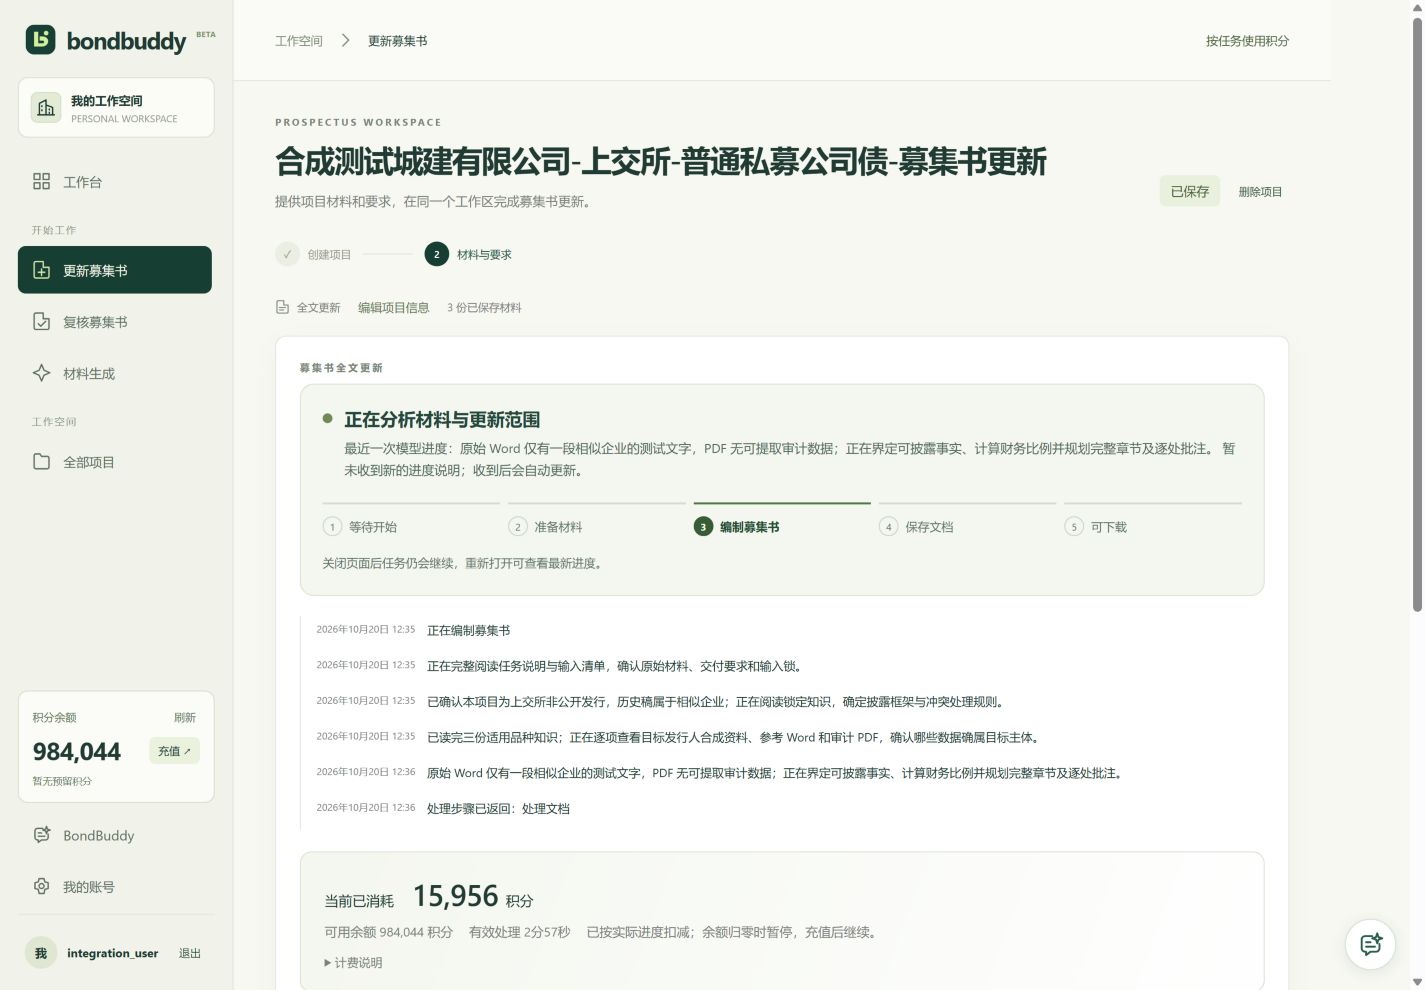 bondbuddy BETA
我的工作空间
PERSONAL WORKSPACE
工作台
开始工作
更新募集书
复核募集书
材料生成
工作空间
全部项目
积分余额 刷新
984,044 充值 ↗
暂无预留积分
BondBuddy
我的账号
我 integration_user 退出
工作空间 > 更新募集书 按任务使用积分
PROSPECTUS WORKSPACE
合成测试城建有限公司-上交所-普通私募公司债-募集书更新
提供项目材料和要求，在同一个工作区完成募集书更新。
已保存 删除项目
✓ 创建项目 2 材料与要求
全文更新 编辑项目信息 3 份已保存材料
募集书全文更新
正在分析材料与更新范围
最近一次模型进度：原始 Word 仅有一段相似企业的测试文字，PDF 无可提取审计数据；正在界定可披露事实、计算财务比例并规划完整章节及逐处批注。 暂
未收到新的进度说明；收到后会自动更新。
1 等待开始 2 准备材料 3 编制募集书 4 保存文档 5 可下载
关闭页面后任务仍会继续，重新打开可查看最新进度。
2026年10月20日 12:35 正在编制募集书
2026年10月20日 12:35 正在完整阅读任务说明与输入清单，确认原始材料、交付要求和输入锁。
2026年10月20日 12:35 已确认本项目为上交所非公开发行，历史稿属于相似企业；正在阅读锁定知识，确定披露框架与冲突处理规则。
2026年10月20日 12:35 已读完三份适用品种知识；正在逐项查看目标发行人合成资料、参考 Word 和审计 PDF，确认哪些数据确属目标主体。
2026年10月20日 12:36 原始 Word 仅有一段相似企业的测试文字，PDF 无可提取审计数据；正在界定可披露事实、计算财务比例并规划完整章节及逐处批注。
2026年10月20日 12:36 处理步骤已返回：处理文档
当前已消耗 15,956 积分
可用余额 984,044 积分 有效处理 2分57秒 已按实际进度扣减；余额归零时暂停，充值后继续。
▶ 计费说明